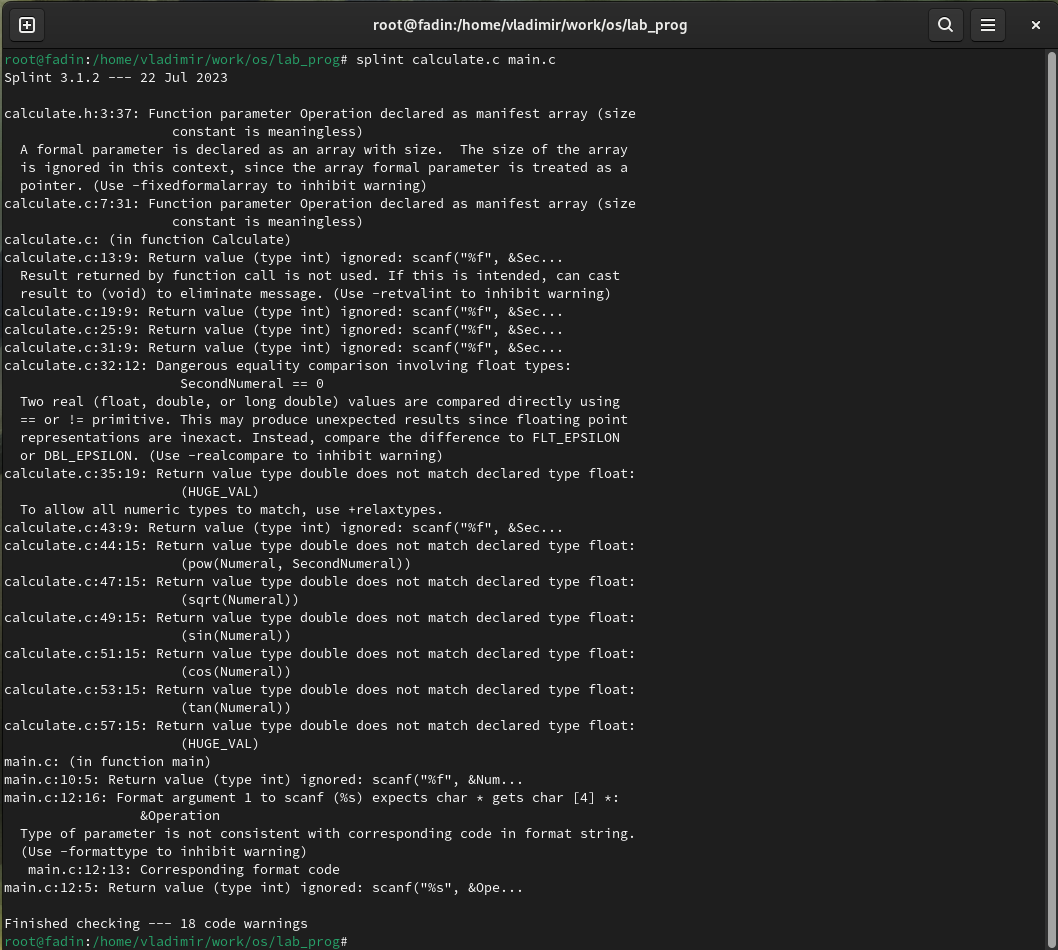 root@fadin:/home/vladimir/work/os/lab_prog
root@fadin:/home/vladimir/work/os/lab_prog# splint calculate.c main.c
Splint 3.1.2 --- 22 Jul 2023

calculate.h:3:37: Function parameter Operation declared as manifest array (size
                     constant is meaningless)
  A formal parameter is declared as an array with size.  The size of the array
  is ignored in this context, since the array formal parameter is treated as a
  pointer. (Use -fixedformalarray to inhibit warning)
calculate.c:7:31: Function parameter Operation declared as manifest array (size
                     constant is meaningless)
calculate.c: (in function Calculate)
calculate.c:13:9: Return value (type int) ignored: scanf("%f", &Sec...
  Result returned by function call is not used. If this is intended, can cast
  result to (void) to eliminate message. (Use -retvalint to inhibit warning)
calculate.c:19:9: Return value (type int) ignored: scanf("%f", &Sec...
calculate.c:25:9: Return value (type int) ignored: scanf("%f", &Sec...
calculate.c:31:9: Return value (type int) ignored: scanf("%f", &Sec...
calculate.c:32:12: Dangerous equality comparison involving float types:
                      SecondNumeral == 0
  Two real (float, double, or long double) values are compared directly using
  == or != primitive. This may produce unexpected results since floating point
  representations are inexact. Instead, compare the difference to FLT_EPSILON
  or DBL_EPSILON. (Use -realcompare to inhibit warning)
calculate.c:35:19: Return value type double does not match declared type float:
                      (HUGE_VAL)
  To allow all numeric types to match, use +relaxtypes.
calculate.c:43:9: Return value (type int) ignored: scanf("%f", &Sec...
calculate.c:44:15: Return value type double does not match declared type float:
                      (pow(Numeral, SecondNumeral))
calculate.c:47:15: Return value type double does not match declared type float:
                      (sqrt(Numeral))
calculate.c:49:15: Return value type double does not match declared type float:
                      (sin(Numeral))
calculate.c:51:15: Return value type double does not match declared type float:
                      (cos(Numeral))
calculate.c:53:15: Return value type double does not match declared type float:
                      (tan(Numeral))
calculate.c:57:15: Return value type double does not match declared type float:
                      (HUGE_VAL)
main.c: (in function main)
main.c:10:5: Return value (type int) ignored: scanf("%f", &Num...
main.c:12:16: Format argument 1 to scanf (%s) expects char * gets char [4] *:
                 &Operation
  Type of parameter is not consistent with corresponding code in format string.
  (Use -formattype to inhibit warning)
   main.c:12:13: Corresponding format code
main.c:12:5: Return value (type int) ignored: scanf("%s", &Ope...

Finished checking --- 18 code warnings
root@fadin:/home/vladimir/work/os/lab_prog#